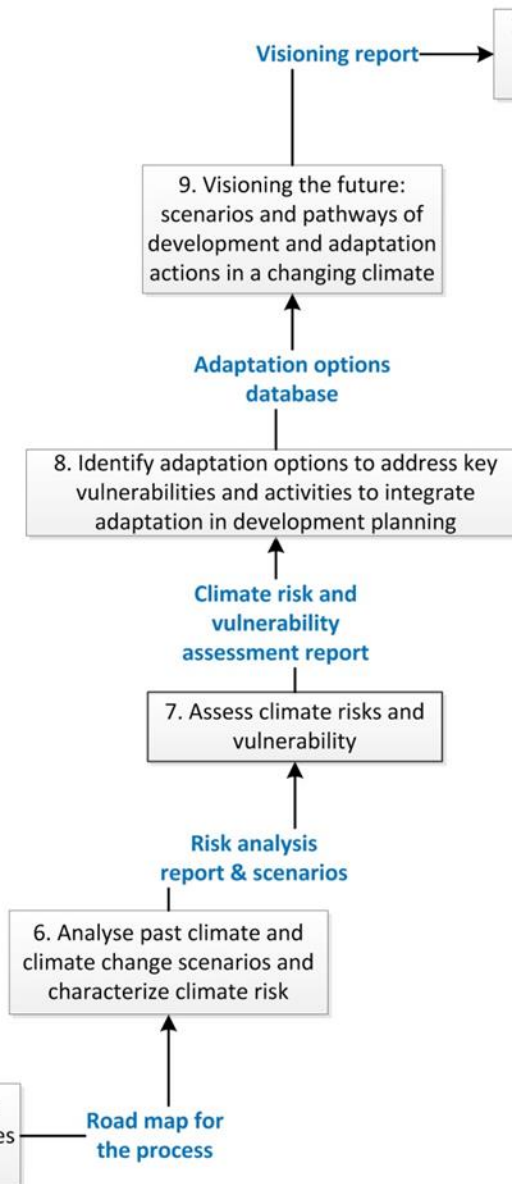 Visioning report
9. Visioning the future:
scenarios and pathways of
development and adaptation
actions in a changing climate
Adaptation options
database
8. Identify adaptation options to address key
vulnerabilities and activities to integrate
adaptation in development planning
Climate risk and
vulnerability
assessment report
7. Assess climate risks and
vulnerability
Risk analysis
report & scenarios
6. Analyse past climate and
climate change scenarios and
characterize climate risk
Road map for
the process